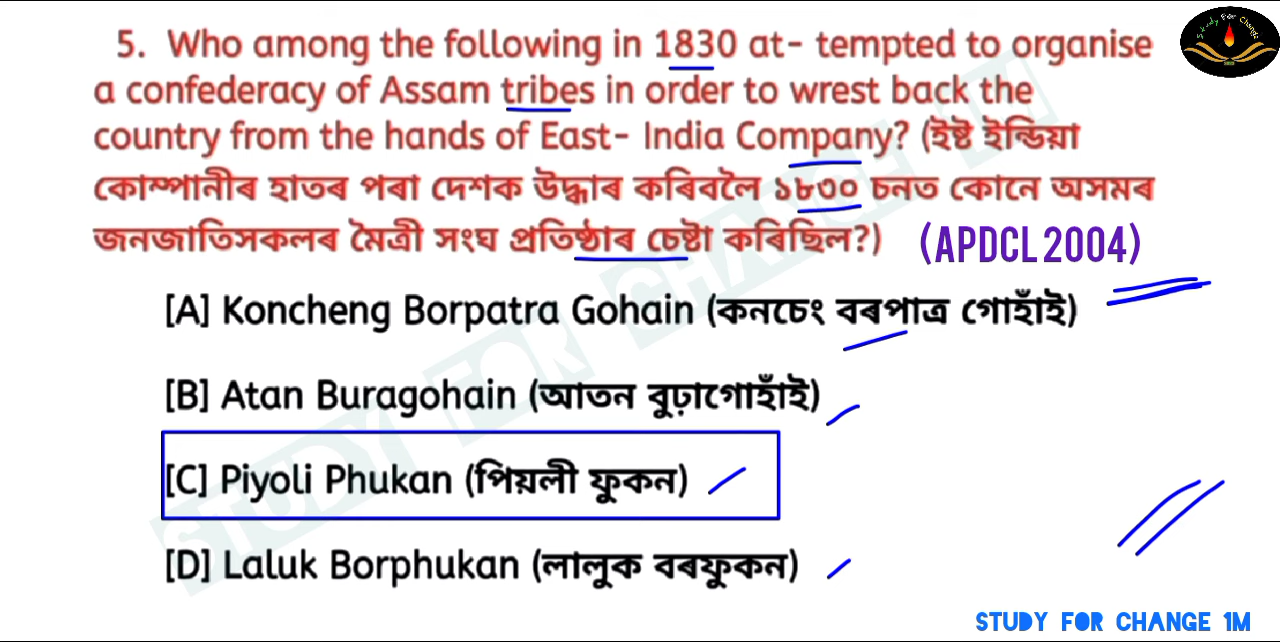 Study For Change
5. Who among the following in 1830 at- tempted to organise
a confederacy of Assam tribes in order to wrest back the
country from the hands of East- India Company? (ইষ্ট ইন্ডিয়া
কোম্পানীৰ হাতৰ পৰা দেশক উদ্ধাৰ কৰিবলৈ ১৮৩০ চনত কোনে অসমৰ
জনজাতিসকলৰ মৈত্ৰী সংঘ প্ৰতিষ্ঠাৰ চেষ্টা কৰিছিল?) (APDCL 2004)
[A] Koncheng Borpatra Gohain (কনচেং বৰপাত্ৰ গোহাঁই)
[B] Atan Buragohain (আতন বুঢ়াগোহাঁই)
[C] Piyoli Phukan (পিয়লী ফুকন)
[D] Laluk Borphukan (লালুক বৰফুকন)
STUDY FOR CHANGE 1M